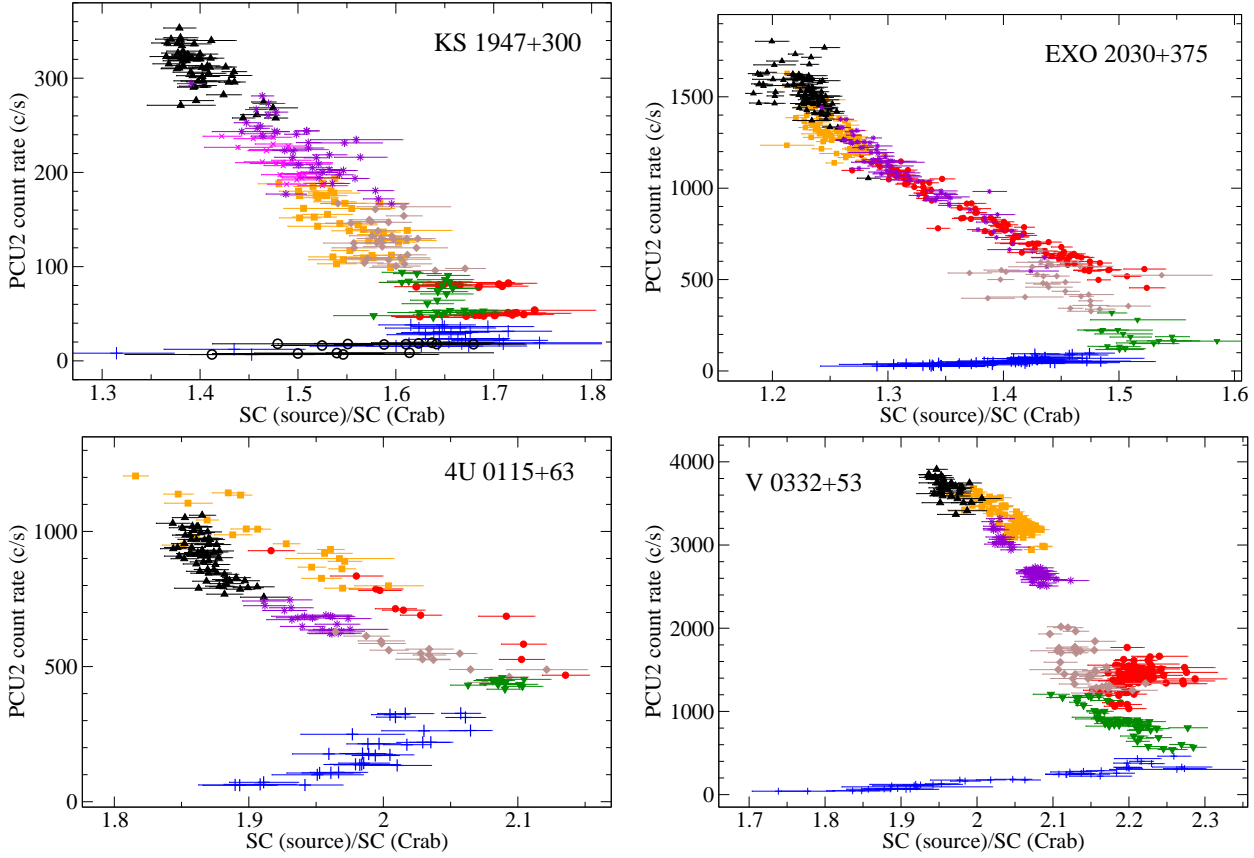 KS 1947+300
PCU2 count rate (c/s)
0
100
200
300
1.3 1.4 1.5 1.6 1.7 1.8
SC (source)/SC (Crab)
EXO 2030+375
PCU2 count rate (c/s)
0
500
1000
1500
1.2 1.3 1.4 1.5 1.6
SC (source)/SC (Crab)
4U 0115+63
PCU2 count rate (c/s)
0
500
1000
1.8 1.9 2 2.1
SC (source)/SC (Crab)
V 0332+53
PCU2 count rate (c/s)
0
1000
2000
3000
4000
1.7 1.8 1.9 2 2.1 2.2 2.3
SC (source)/SC (Crab)